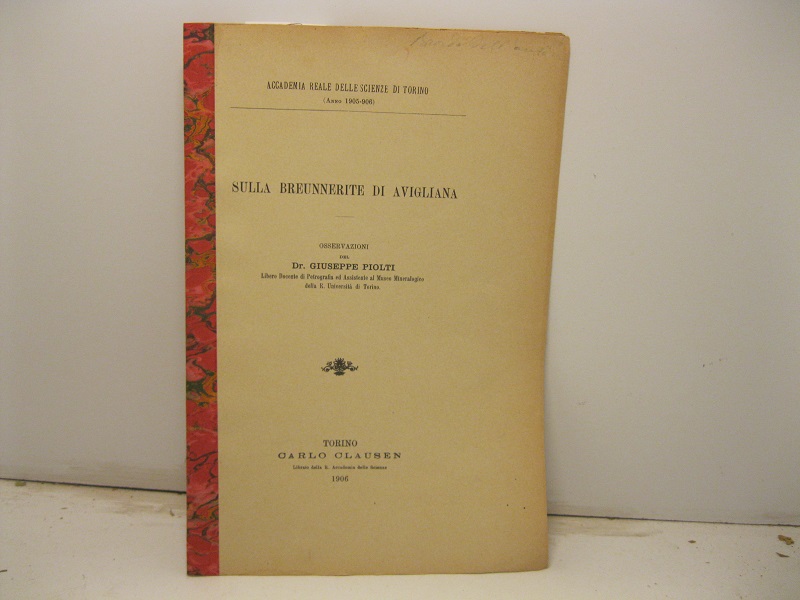 ACCADEMIA REALE DELLE SCIENZE DI TORINO
(Anno 1905-906)
SULLA BREUNNERITE DI AVIGLIANA
OSSERVAZIONI
DEL
Dr. GIUSEPPE PIOLTI
Libero Docente di Petrografia ed Assistente al Museo Mineralogico
della R. Università di Torino.
TORINO
CARLO CLAUSEN
Libraio della R. Accademia delle Scienze
1906